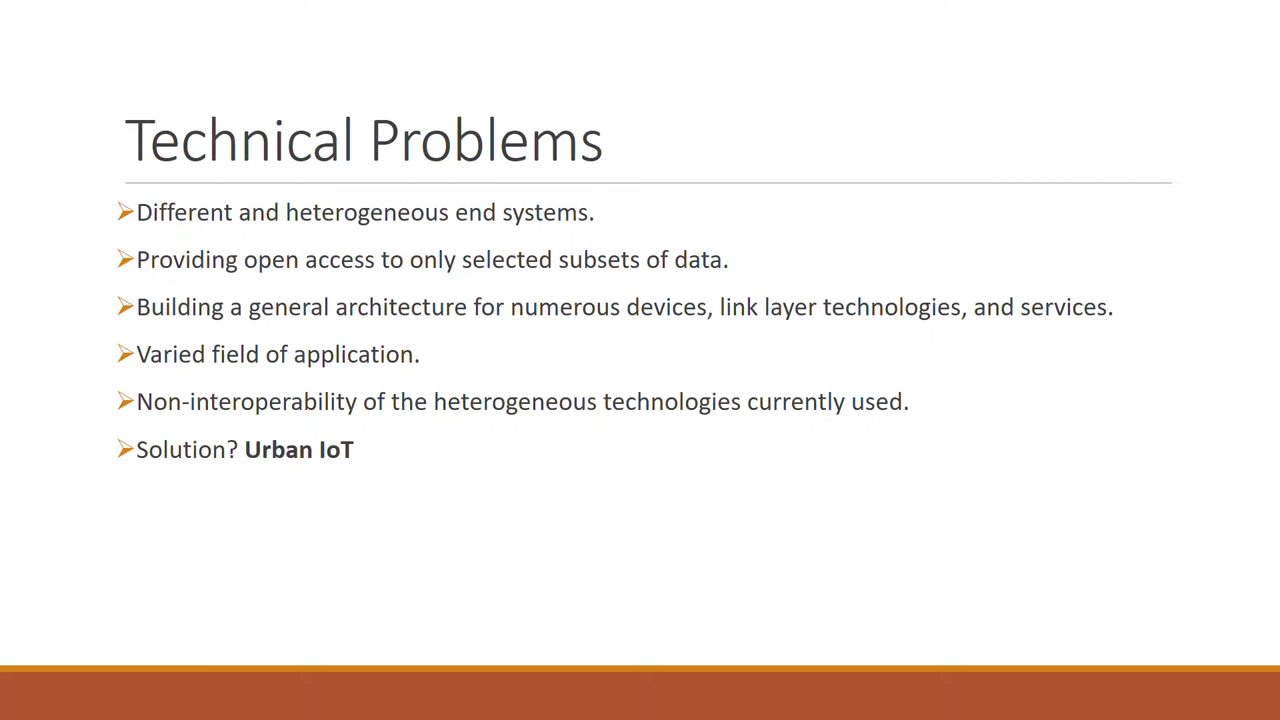 Technical Problems
Different and heterogeneous end systems.
Providing open access to only selected subsets of data.
Building a general architecture for numerous devices, link layer technologies, and services.
Varied field of application.
Non-interoperability of the heterogeneous technologies currently used.
Solution? Urban IoT